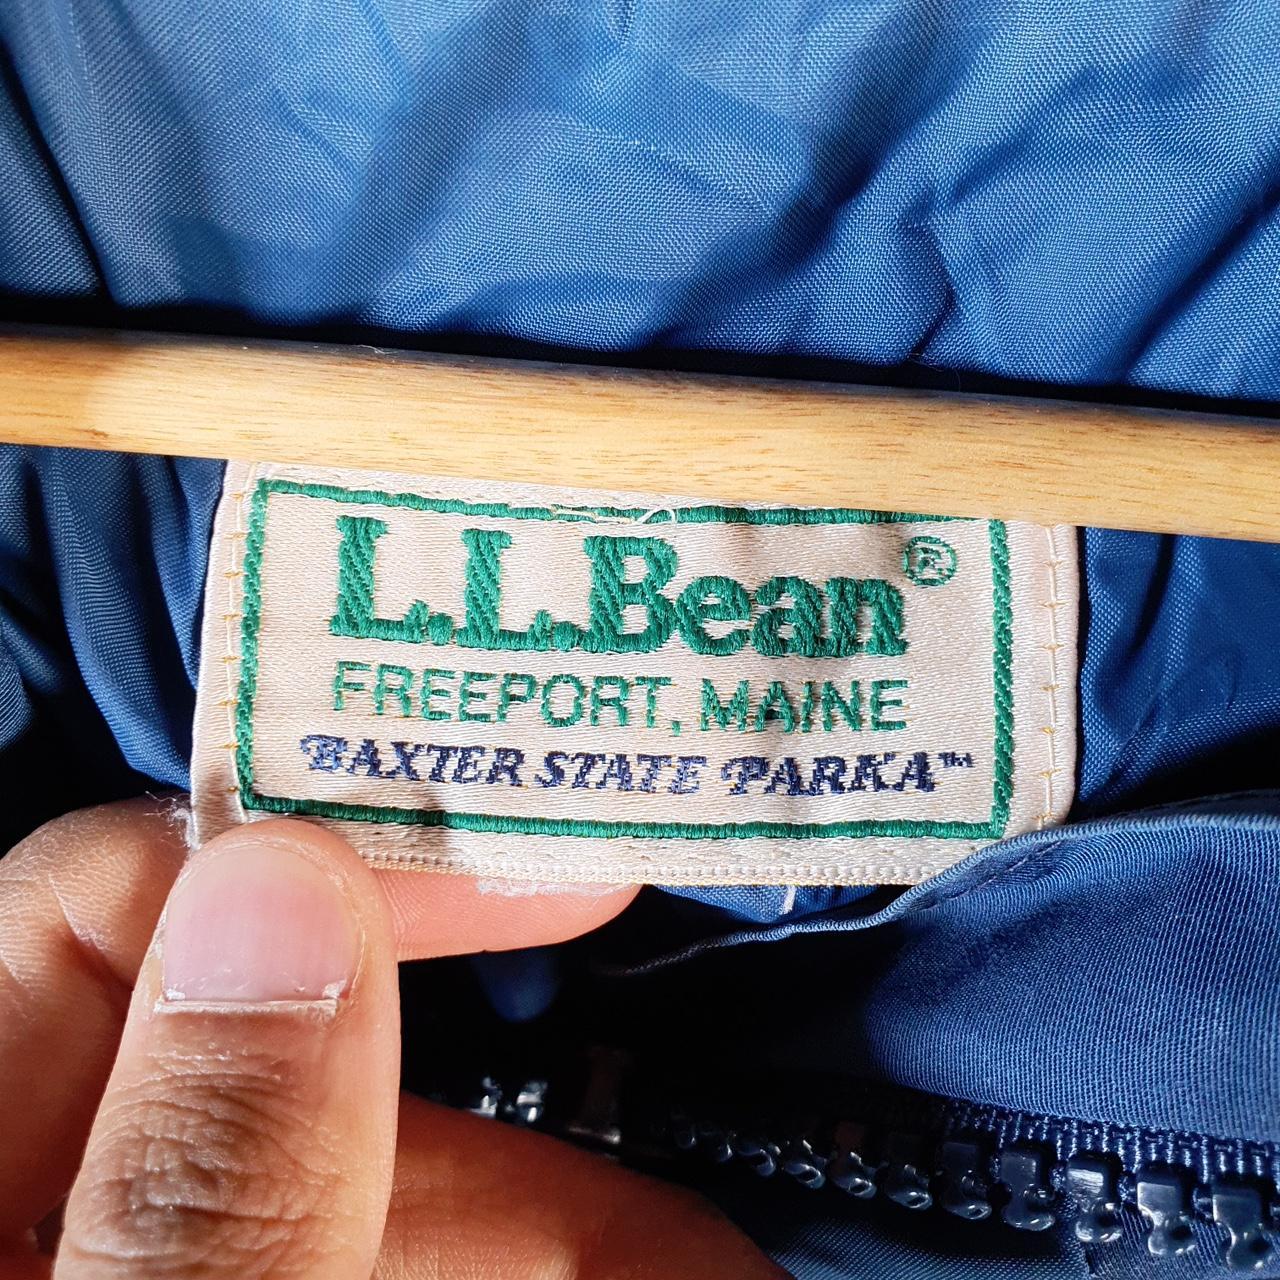 L.L.Bean®
FREEPORT, MAINE
BAXTER STATE PARKA™